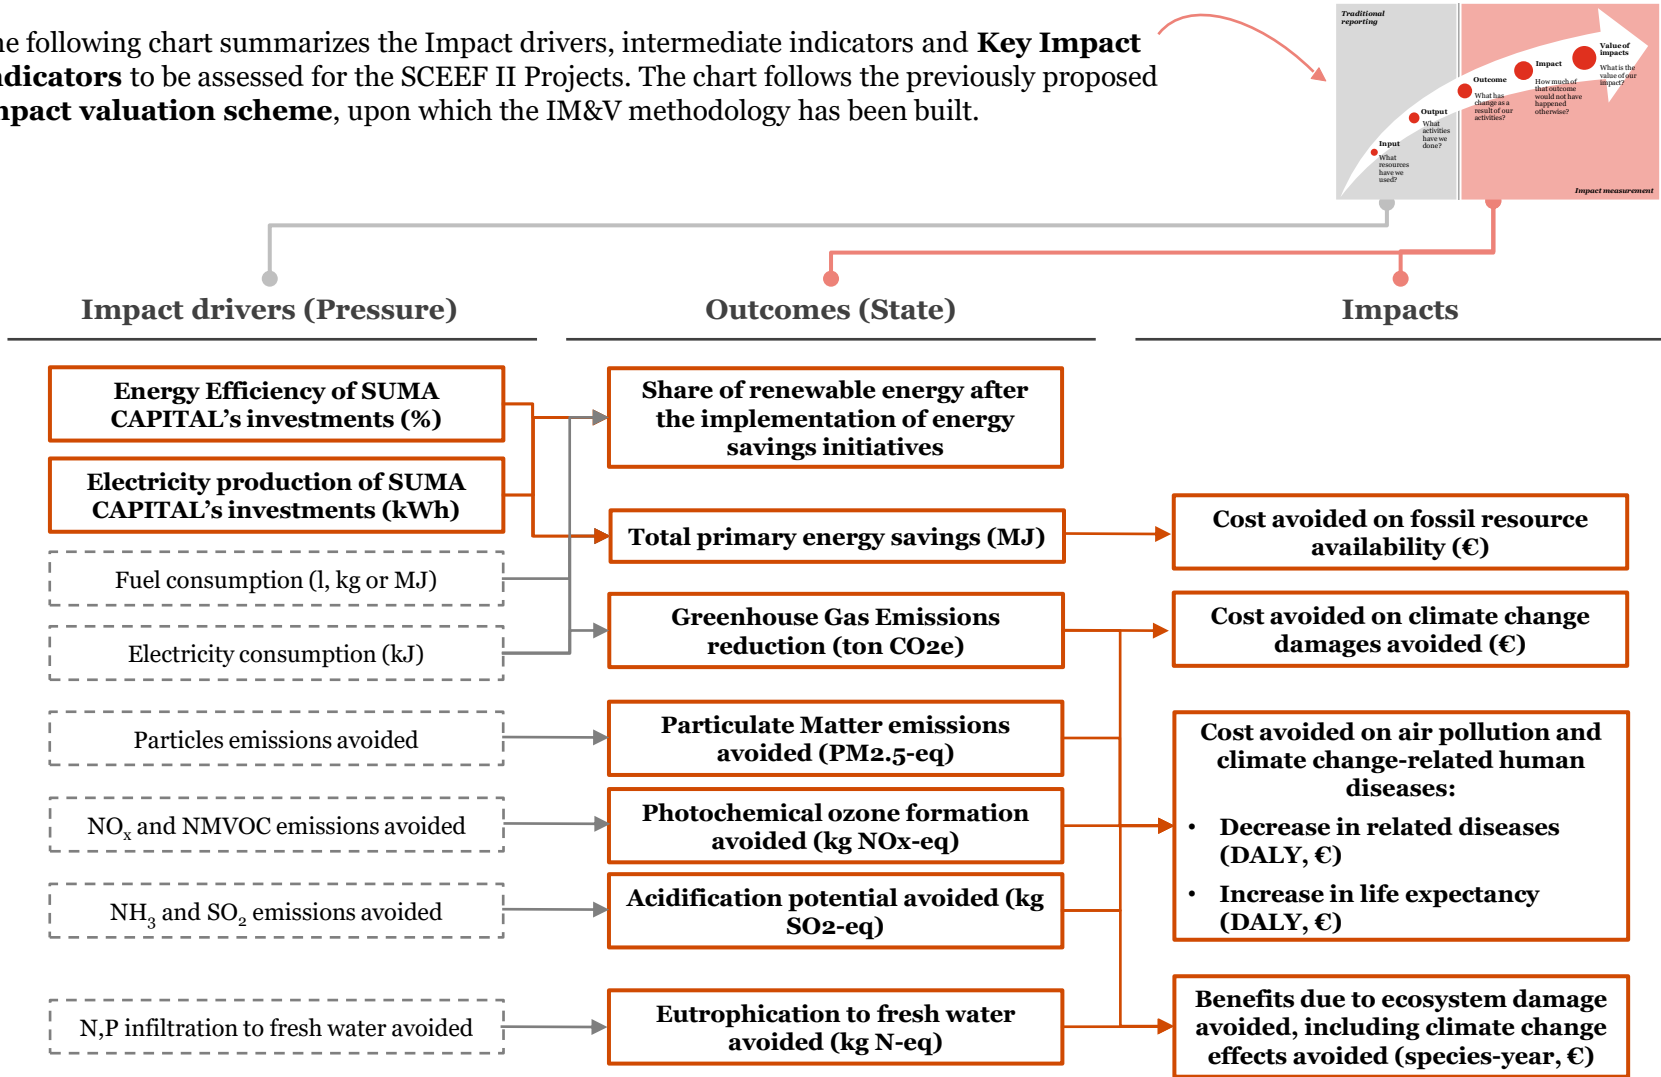 he following chart summarizes the Impact drivers, intermediate indicators and Key Impact
ndicators to be assessed for the SCEEF II Projects. The chart follows the previously proposed
mpact valuation scheme, upon which the IM&V methodology has been built.
Traditional
reporting
Value of
impacts
What is the
value of our
impact?
Impact
How much of
that outcome
would not have
happened
otherwise?
Outcome
What has
change as a
result of our
activities?
Output
What
activities
have we
done?
Input
What
resources
have we
used?
Impact measurement
Impact drivers (Pressure)
Outcomes (State)
Impacts
Energy Efficiency of SUMA
CAPITAL's investments (%)
Electricity production of SUMA
CAPITAL's investments (kWh)
Fuel consumption (l, kg or MJ)
Electricity consumption (kJ)
Particles emissions avoided
NOx and NMVOC emissions avoided
NH3 and SO2 emissions avoided
N,P infiltration to fresh water avoided
Share of renewable energy after
the implementation of energy
savings initiatives
Total primary energy savings (MJ)
Greenhouse Gas Emissions
reduction (ton CO2e)
Particulate Matter emissions
avoided (PM2.5-eq)
Photochemical ozone formation
avoided (kg NOx-eq)
Acidification potential avoided (kg
SO2-eq)
Eutrophication to fresh water
avoided (kg N-eq)
Cost avoided on fossil resource
availability (€)
Cost avoided on climate change
damages avoided (€)
Cost avoided on air pollution and
climate change-related human
diseases:
• Decrease in related diseases
(DALY, €)
• Increase in life expectancy
(DALY, €)
Benefits due to ecosystem damage
avoided, including climate change
effects avoided (species-year, €)